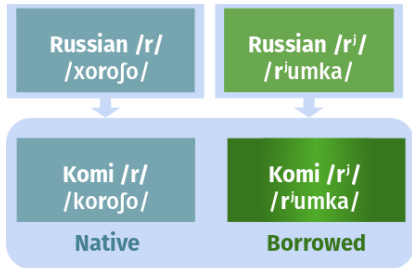 Russian /r/
/xoroʃo/
Russian /rʲ/
/rʲumka/
Komi /r/
/koroʃo/
Komi /rʲ/
/rʲumka/
Native
Borrowed